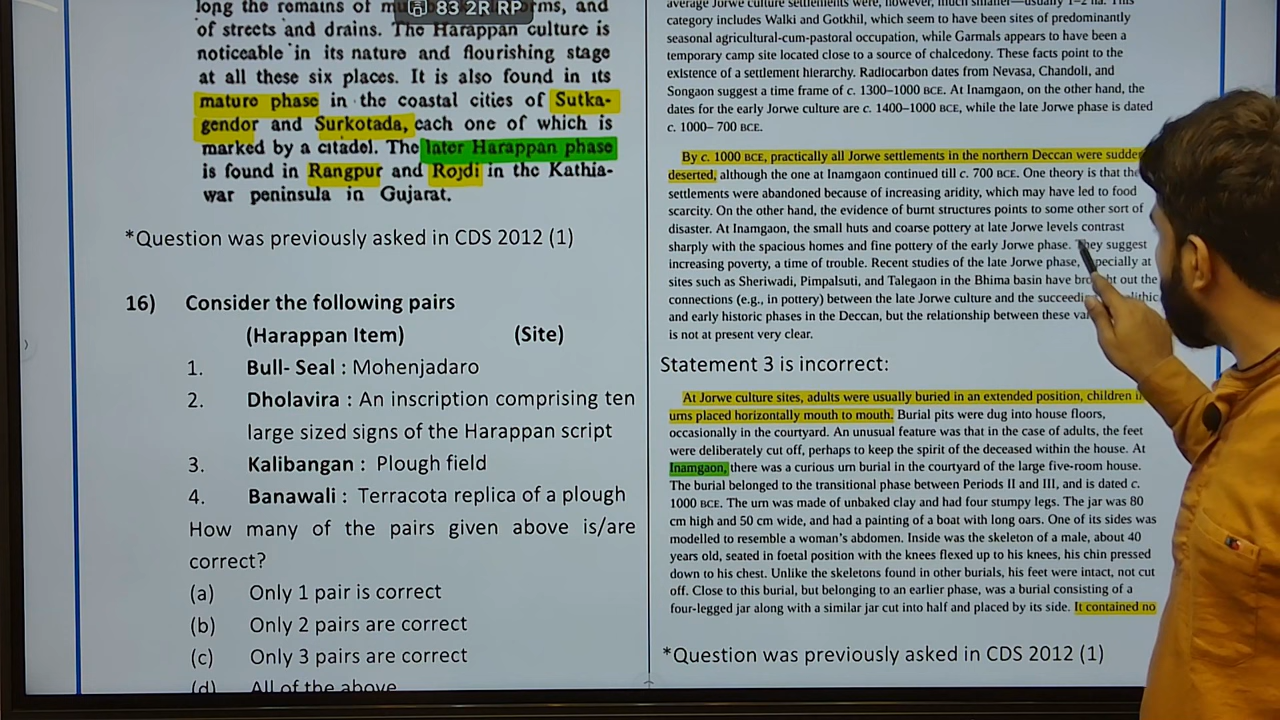 long the remains of
83 2R RP
and
of streets and drains. The Harappan culture is
noticeable in its nature and flourishing stage
at all these six places. It is also found in its
mature phase in the coastal cities of Sutka-
gendor and Surkotada, each one of which is
marked by a citadel. The later Harappan phase
is found in Rangpur and Rojdi in the Kathia-
war peninsula in Gujarat.
*Question was previously asked in CDS 2012 (1)
16) Consider the following pairs
(Harappan Item) (Site)
1. Bull- Seal : Mohenjadaro
2. Dholavira : An inscription comprising ten
large sized signs of the Harappan script
3. Kalibangan : Plough field
4. Banawali : Terracota replica of a plough
How many of the pairs given above is/are
correct?
(a) Only 1 pair is correct
(b) Only 2 pairs are correct
(c) Only 3 pairs are correct
(d) All of the above
average Jorwe culture settlements were, however, much smaller—usually 1–2 ha. This
category includes Walki and Gotkhil, which seem to have been sites of predominantly
seasonal agricultural-cum-pastoral occupation, while Garmals appears to have been a
temporary camp site located close to a source of chalcedony. These facts point to the
existence of a settlement hierarchy. Radiocarbon dates from Nevasa, Chandoli, and
Songaon suggest a time frame of c. 1300–1000 BCE. At Inamgaon, on the other hand, the
dates for the early Jorwe culture are c. 1400–1000 BCE, while the late Jorwe phase is dated
c. 1000– 700 BCE.
By c. 1000 BCE, practically all Jorwe settlements in the northern Deccan were
deserted, although the one at Inamgaon continued till c. 700 BCE. One theory is that
settlements were abandoned because of increasing aridity, which may have led to food
scarcity. On the other hand, the evidence of burnt structures points to some other sort of
disaster. At Inamgaon, the small huts and coarse pottery at late Jorwe levels contrast
sharply with the spacious homes and fine pottery of the early Jorwe phase. They suggest
increasing poverty, a time of trouble. Recent studies of the late Jorwe phase, especially at
sites such as Sheriwadi, Pimpalsuti, and Talegaon in the Bhima basin have brought out the
connections (e.g., in pottery) between the late Jorwe culture and the
and early historic phases in the Deccan, but the relationship between these
is not at present very clear.
Statement 3 is incorrect:
At Jorwe culture sites, adults were usually buried in an extended position, children in
urns placed horizontally mouth to mouth. Burial pits were dug into house floors,
occasionally in the courtyard. An unusual feature was that in the case of adults, the feet
were deliberately cut off, perhaps to keep the spirit of the deceased within the house. At
Inamgaon, there was a curious urn burial in the courtyard of the large five-room house.
The burial belonged to the transitional phase between Periods II and III, and is dated c.
1000 BCE. The urn was made of unbaked clay and had four stumpy legs. The jar was 80
cm high and 50 cm wide, and had a painting of a boat with long oars. One of its sides was
modelled to resemble a woman's abdomen. Inside was the skeleton of a male, about 40
years old, seated in foetal position with the knees flexed up to his knees, his chin pressed
down to his chest. Unlike the skeletons found in other burials, his feet were intact, not cut
off. Close to this burial, but belonging to an earlier phase, was a burial consisting of a
four-legged jar along with a similar jar cut into half and placed by its side. It contained no
*Question was previously asked in CDS 2012 (1)